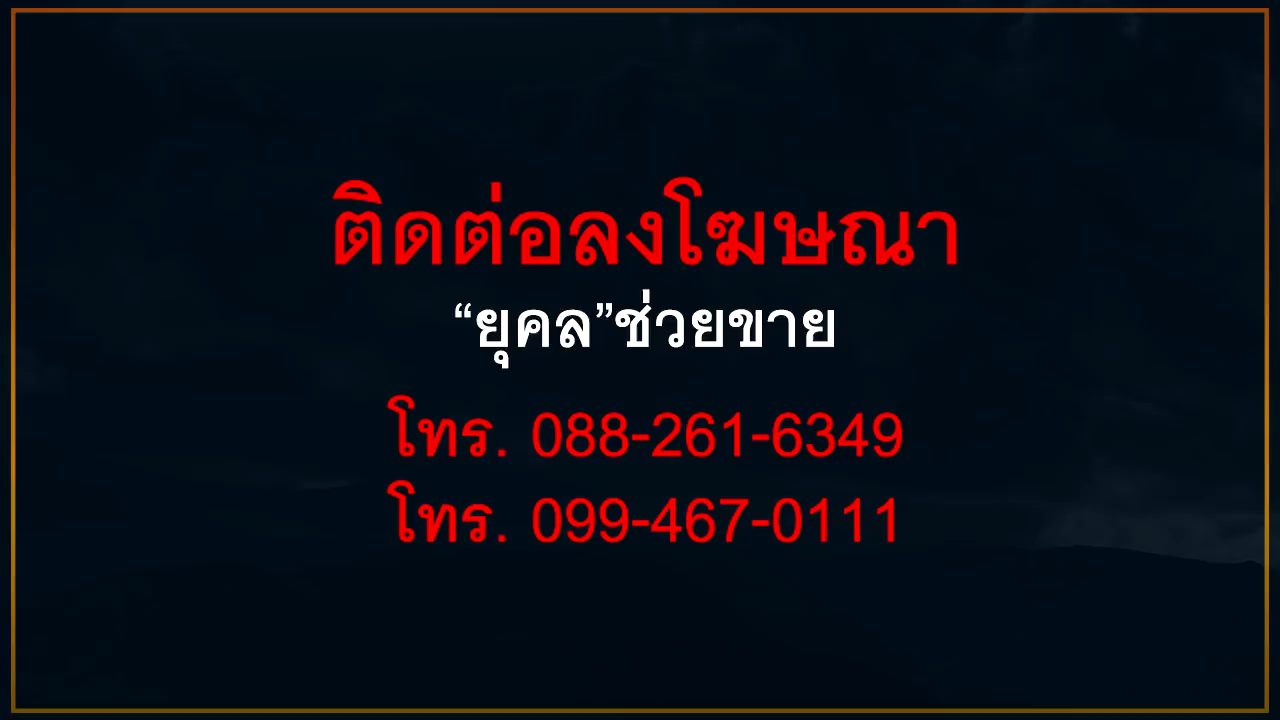 ติดต่อลงโฆษณา
“ยุคล”ช่วยขาย
โทร. 088-261-6349
โทร. 099-467-0111